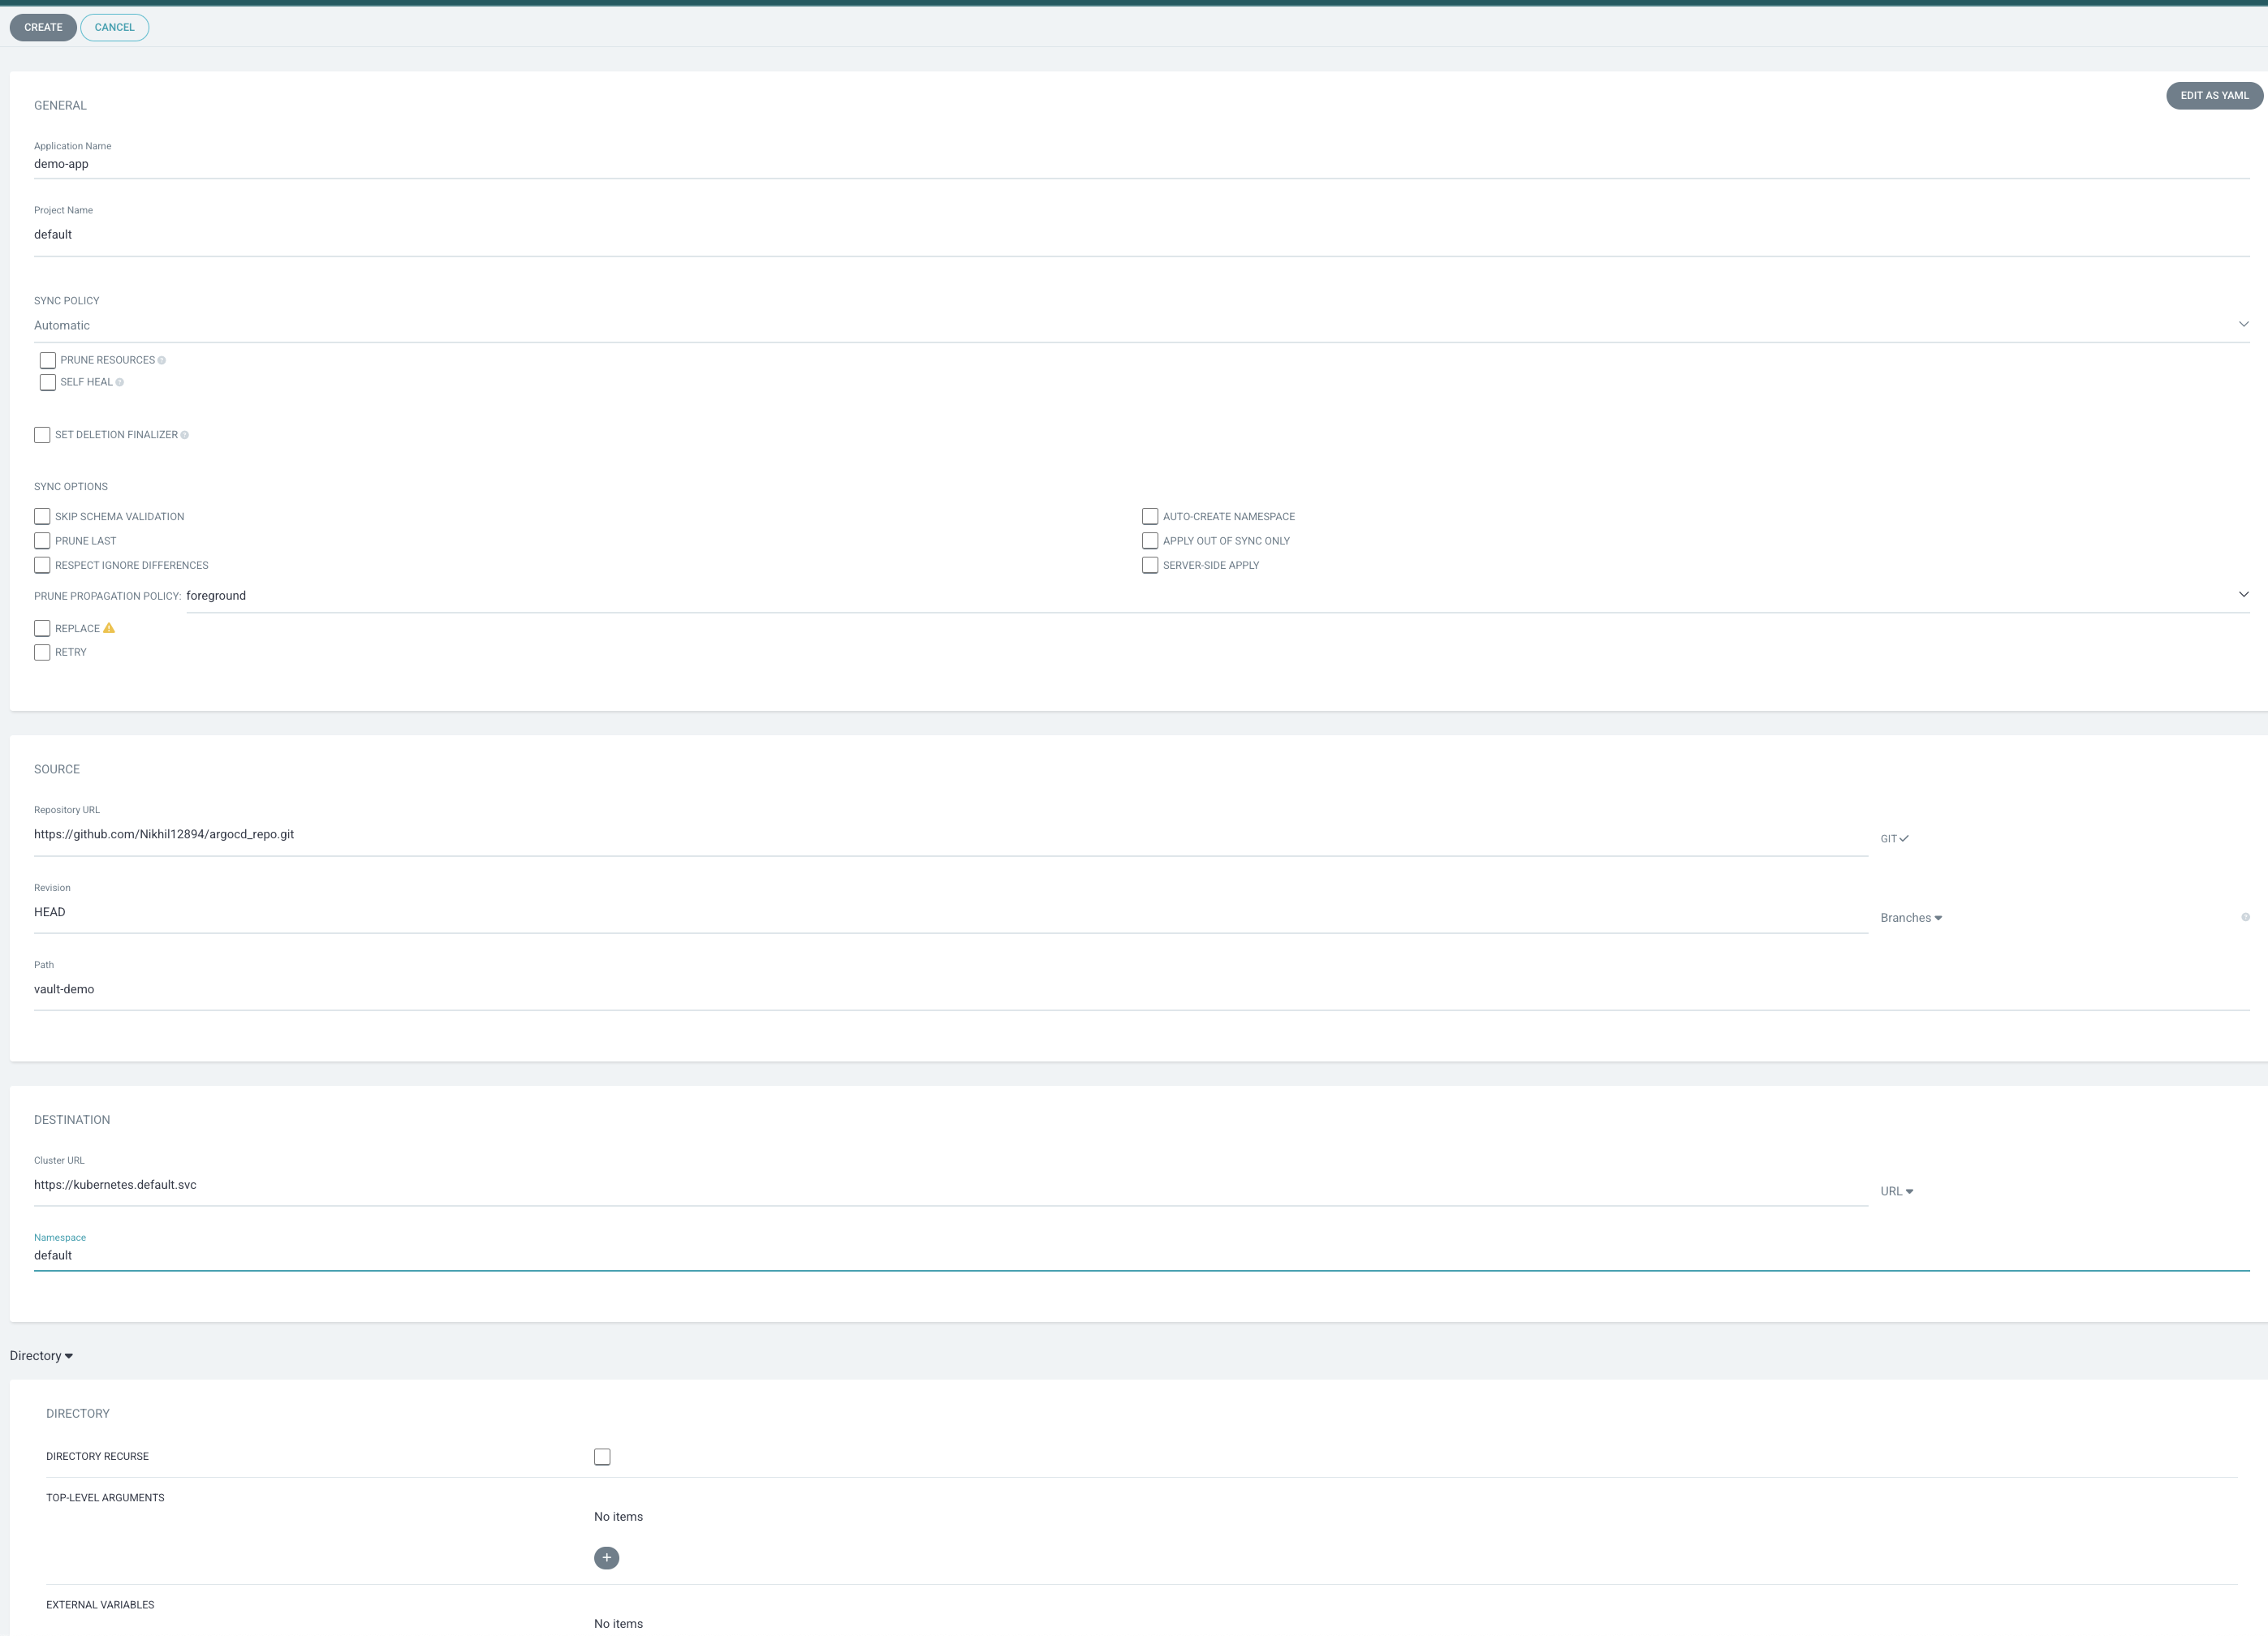 CREATE CANCEL
GENERAL
EDIT AS YAML
Application Name
demo-app
Project Name
default
SYNC POLICY
Automatic
PRUNE RESOURCES ?
SELF HEAL ?
SET DELETION FINALIZER ?
SYNC OPTIONS
SKIP SCHEMA VALIDATION AUTO-CREATE NAMESPACE
PRUNE LAST APPLY OUT OF SYNC ONLY
RESPECT IGNORE DIFFERENCES SERVER-SIDE APPLY
PRUNE PROPAGATION POLICY: foreground
REPLACE
RETRY
SOURCE
Repository URL
https://github.com/Nikhil12894/argocd_repo.git
GIT
Revision
HEAD
Branches ?
Path
vault-demo
DESTINATION
Cluster URL
https://kubernetes.default.svc
URL
Namespace
default
Directory
DIRECTORY
DIRECTORY RECURSE
TOP-LEVEL ARGUMENTS
No items
+
EXTERNAL VARIABLES
No items